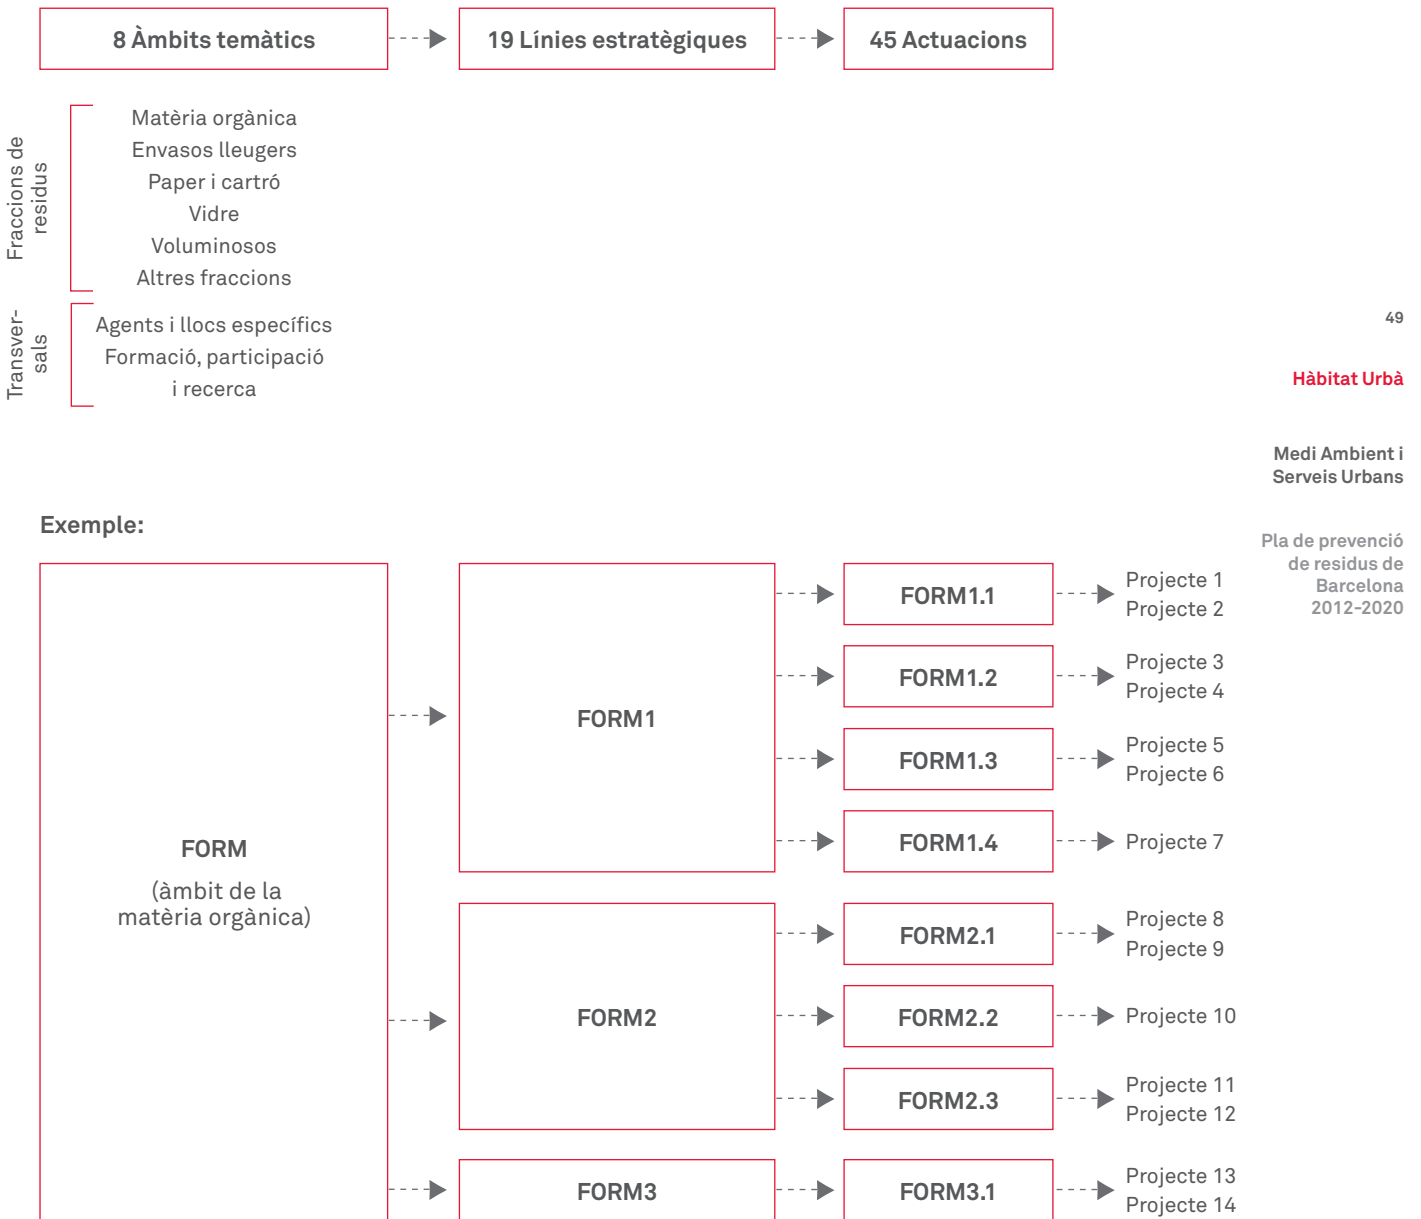 8 Àmbits temàtics
19 Línies estratègiques
45 Actuacions
Fraccions de
residus
Matèria orgànica
Envasos lleugers
Paper i cartró
Vidre
Voluminosos
Altres fraccions
Transver-
sals
Agents i llocs específics
Formació, participació
i recerca
49
Hàbitat Urbà
Medi Ambient i
Serveis Urbans
Pla de prevenció
de residus de
Barcelona
2012-2020
Exemple:
FORM
(àmbit de la
matèria orgànica)
FORM1
FORM1.1
Projecte 1
Projecte 2
FORM1.2
Projecte 3
Projecte 4
FORM1.3
Projecte 5
Projecte 6
FORM1.4
Projecte 7
FORM2
FORM2.1
Projecte 8
Projecte 9
FORM2.2
Projecte 10
FORM2.3
Projecte 11
Projecte 12
FORM3
FORM3.1
Projecte 13
Projecte 14